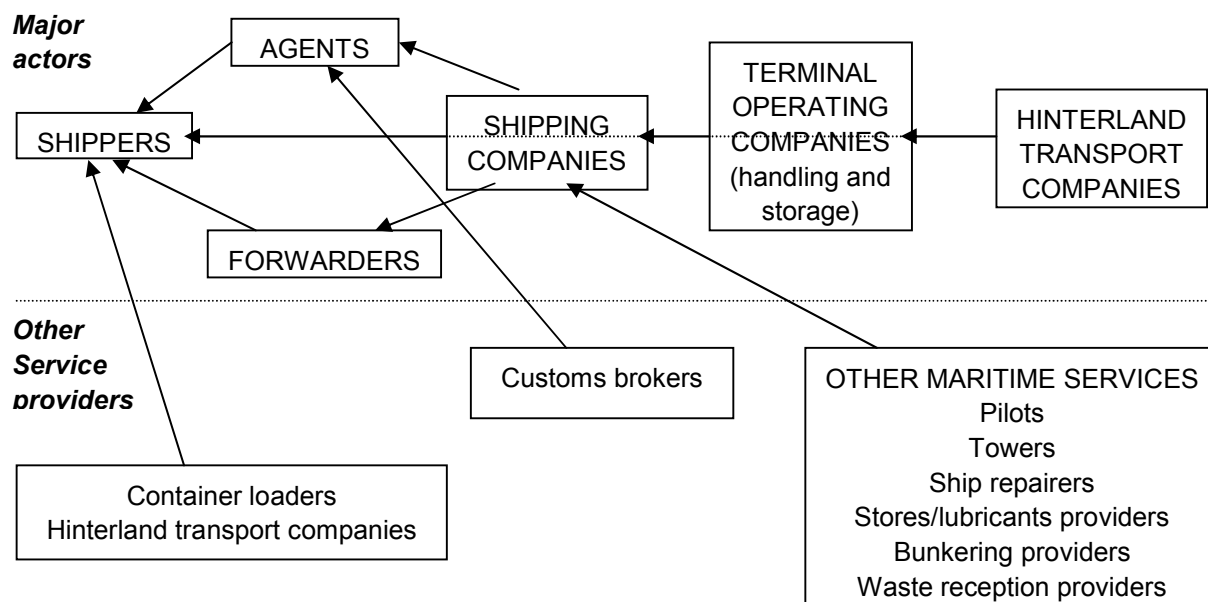 Major
actors
AGENTS
SHIPPERS
FORWARDERS
SHIPPING
COMPANIES
TERMINAL
OPERATING
COMPANIES
(handling and
storage)
HINTERLAND
TRANSPORT
COMPANIES
Other
Service
providers
Customs brokers
Container loaders
Hinterland transport companies
OTHER MARITIME SERVICES
Pilots
Towers
Ship repairers
Stores/lubricants providers
Bunkering providers
Waste reception providers